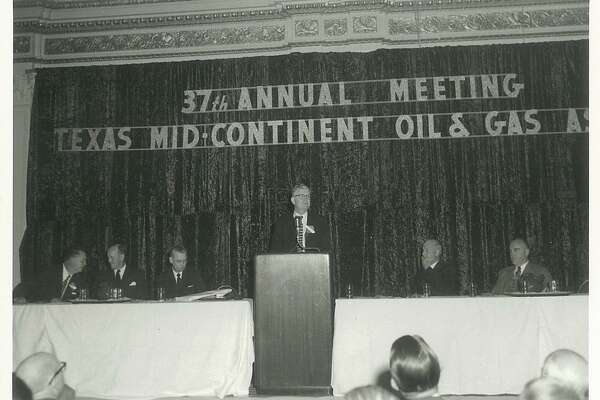 37th ANNUAL MEETING
TEXAS MID-CONTINENT OIL & GAS AS